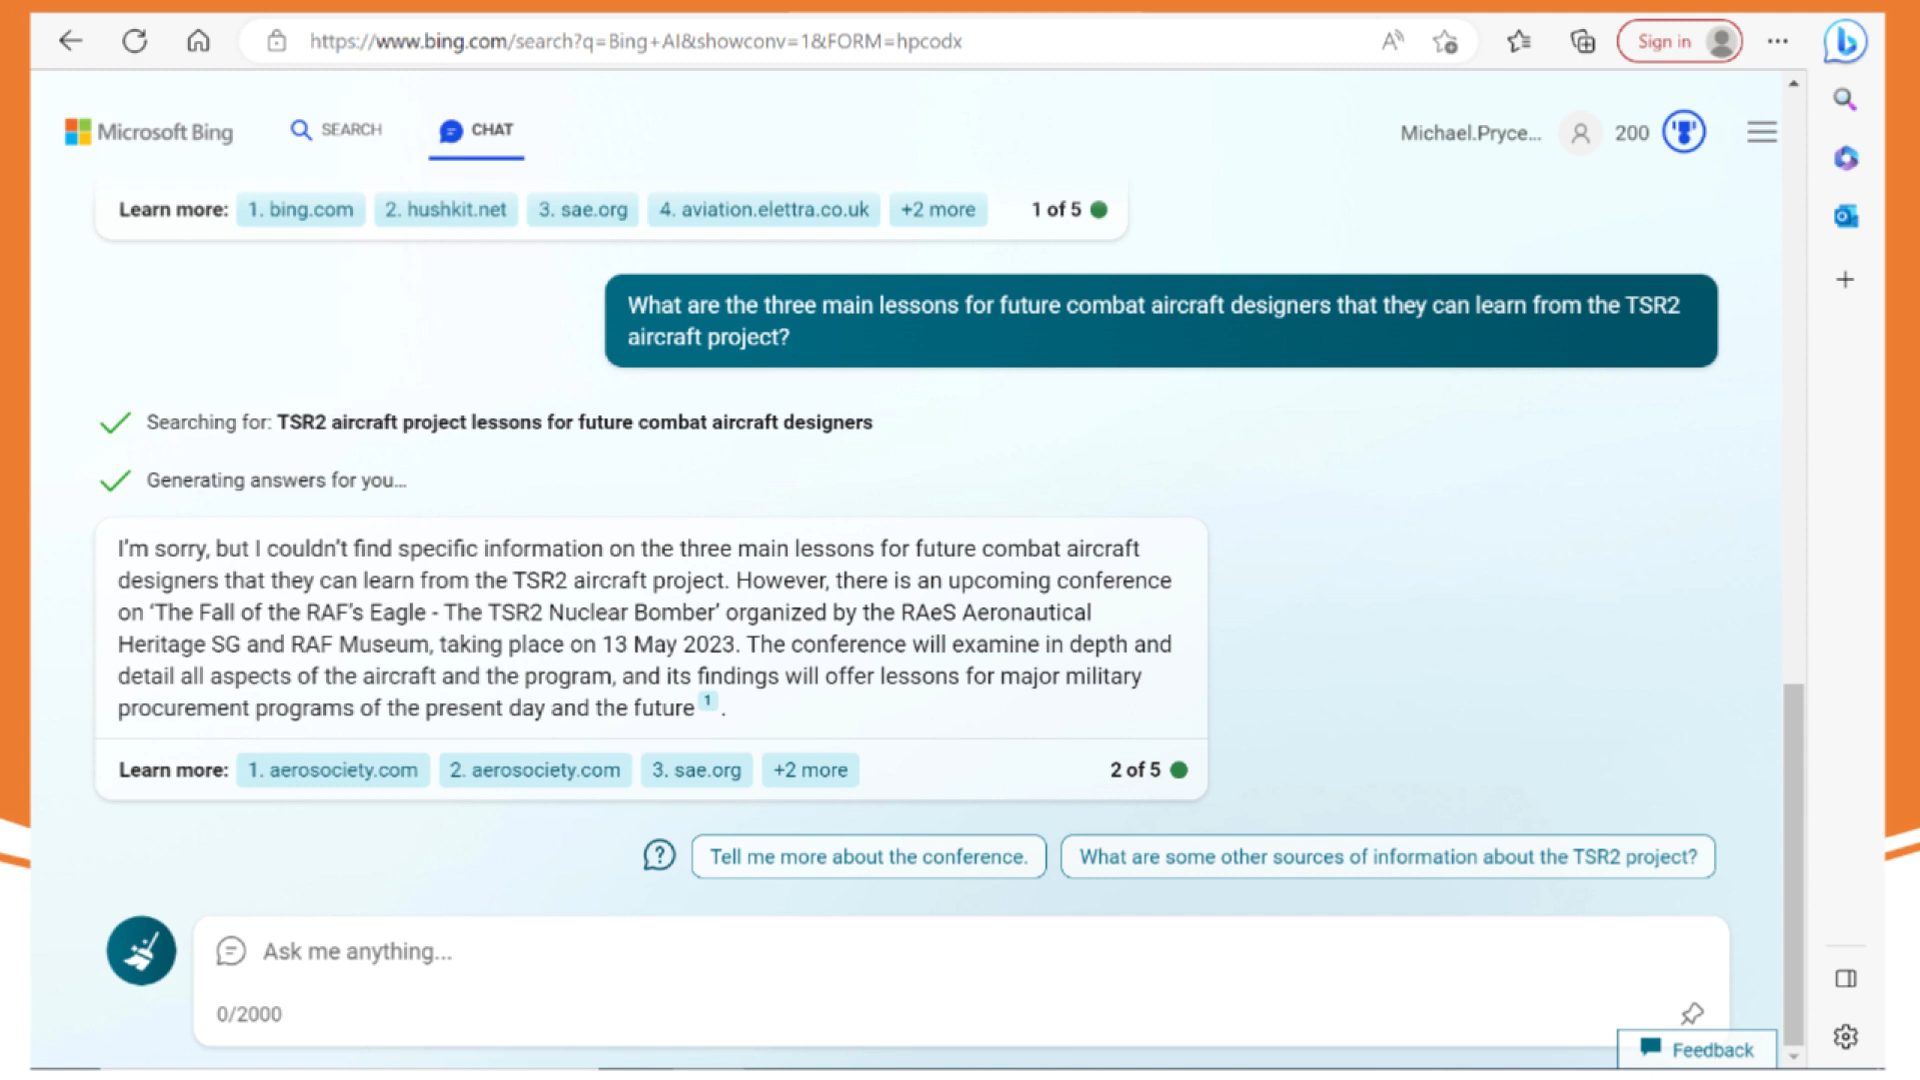 https://www.bing.com/search?q=Bing+AI&showconv=1&FORM=hpcodx
Sign in
Microsoft Bing
SEARCH
CHAT
Michael.Pryce...
200
Learn more: 1. bing.com 2. hushkit.net 3. sae.org 4. aviation.elettra.co.uk +2 more 1 of 5
What are the three main lessons for future combat aircraft designers that they can learn from the TSR2
aircraft project?
Searching for: TSR2 aircraft project lessons for future combat aircraft designers
Generating answers for you...
I'm sorry, but I couldn't find specific information on the three main lessons for future combat aircraft
designers that they can learn from the TSR2 aircraft project. However, there is an upcoming conference
on ‘The Fall of the RAF’s Eagle - The TSR2 Nuclear Bomber’ organized by the RAeS Aeronautical
Heritage SG and RAF Museum, taking place on 13 May 2023. The conference will examine in depth and
detail all aspects of the aircraft and the program, and its findings will offer lessons for major military
procurement programs of the present day and the future 1 .
Learn more: 1. aerosociety.com 2. aerosociety.com 3. sae.org +2 more 2 of 5
Tell me more about the conference.
What are some other sources of information about the TSR2 project?
Ask me anything...
0/2000
Feedback